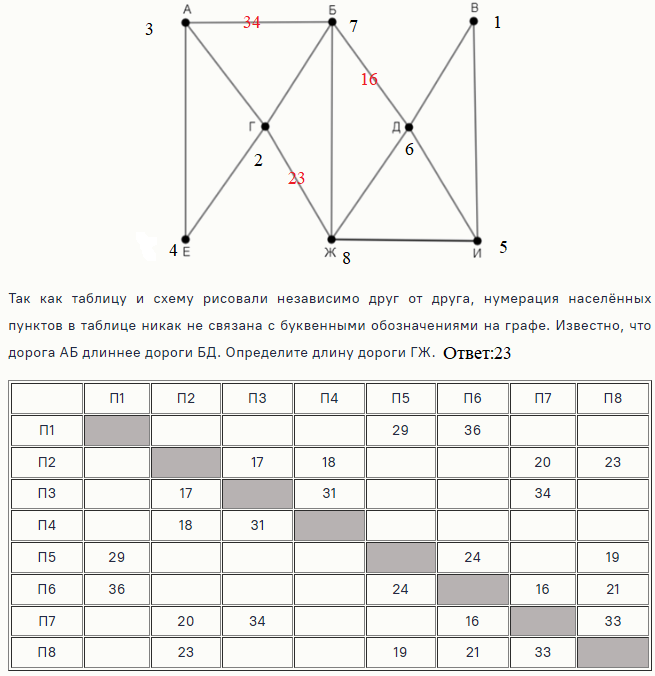 А Б В
3 34 7 1
16
Г Д
2 6
23
4 Е Ж 8 И 5
Так как таблицу и схему рисовали независимо друг от друга, нумерация населённых
пунктов в таблице никак не связана с буквенными обозначениями на графе. Известно, что
дорога АБ длиннее дороги БД. Определите длину дороги ГЖ. Ответ:23
П1 П2 П3 П4 П5 П6 П7 П8
П1 29 36
П2 17 18 20 23
П3 17 31 34
П4 18 31
П5 29 24 19
П6 36 24 16 21
П7 20 34 16 33
П8 23 19 21 33